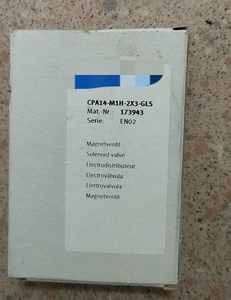 CPA14-M1H-2X3-GLS
Mat.-Nr.: 173943
Serie: EN02
Magnetventil
Solenoid valve
Electrodistributeur
Electroválvula
Elettrovalvola
Magnetventil